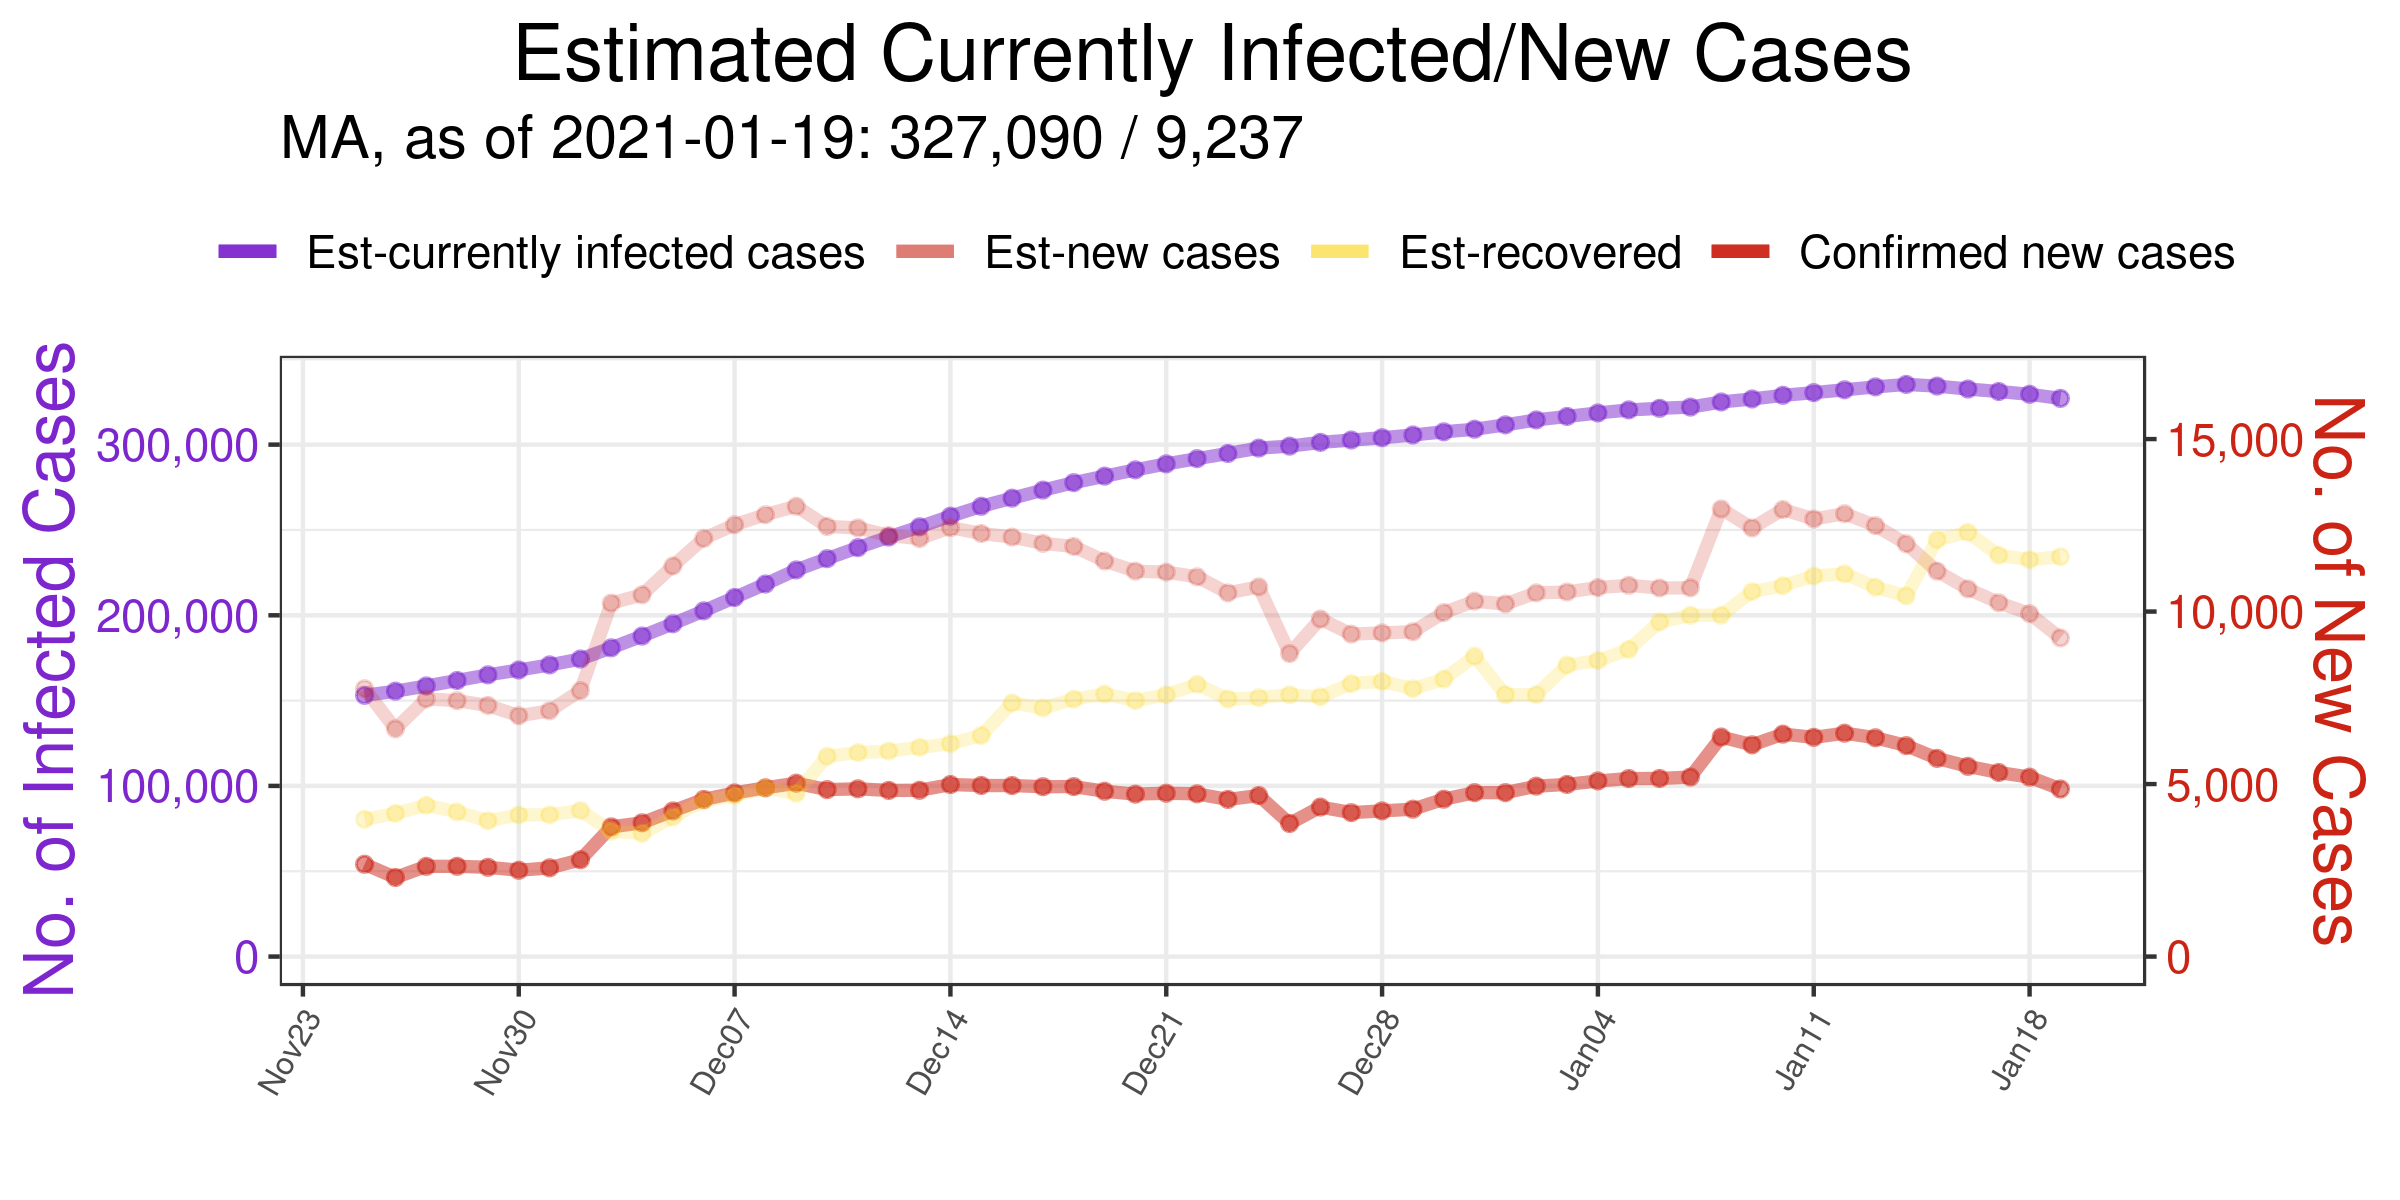 Estimated Currently Infected/New Cases
MA, as of 2021-01-19: 327,090 / 9,237
Est-currently infected cases Est-new cases Est-recovered Confirmed new cases
No. of Infected Cases
300,000
200,000
100,000
0
15,000
10,000
5,000
0
No. of New Cases
Nov23 Nov30 Dec07 Dec14 Dec21 Dec28 Jan04 Jan11 Jan18